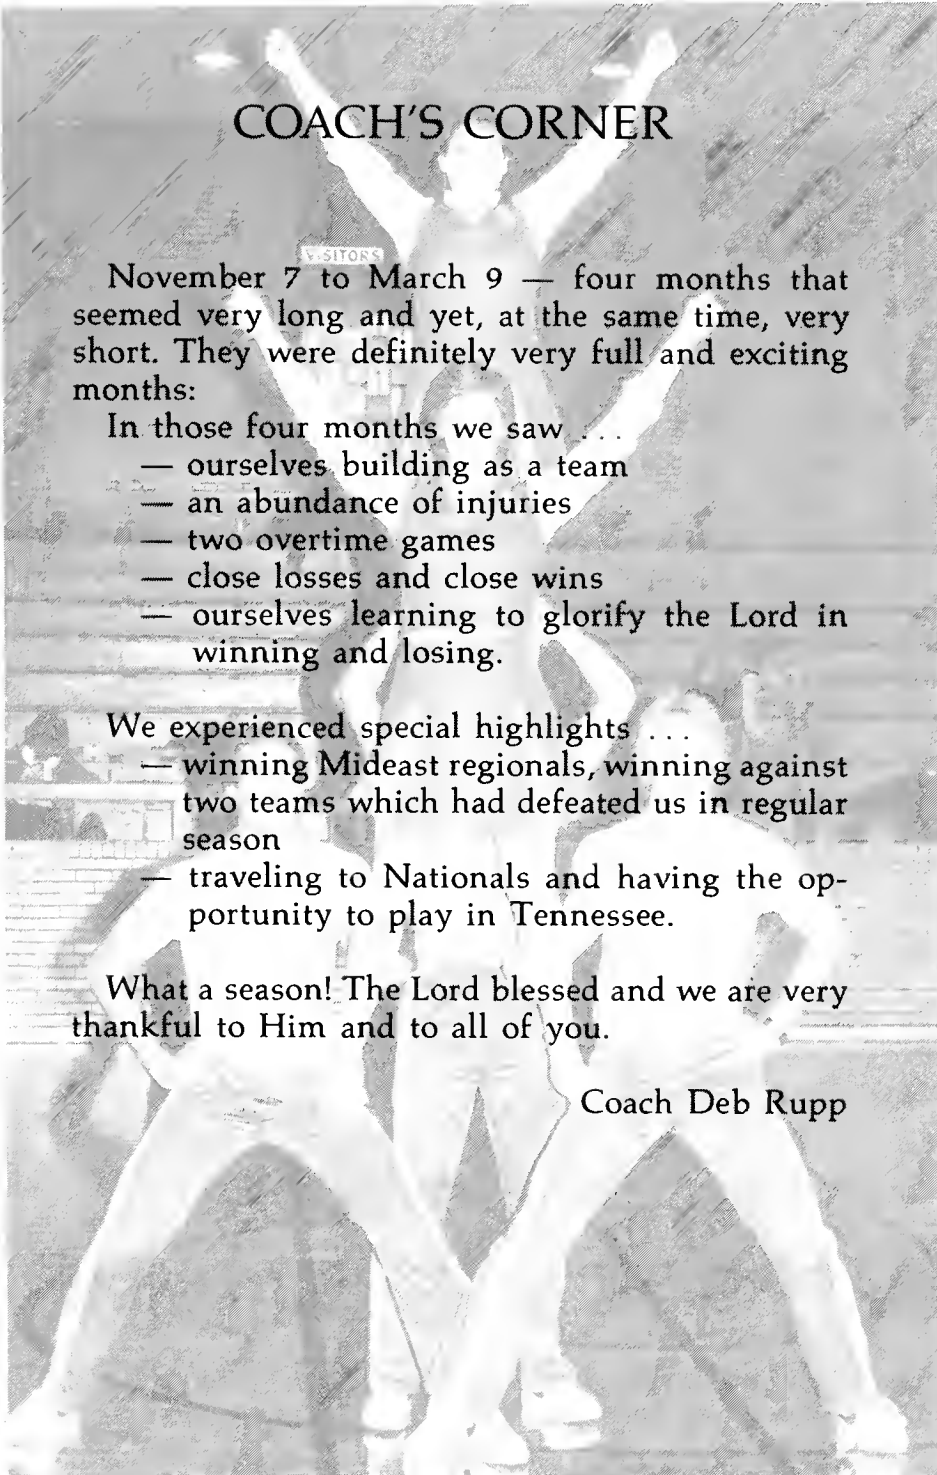 COACH'S CORNER
VISITORS
November 7 to March 9 — four months that
seemed very long and yet, at the same time, very
short. They were definitely very full and exciting
months:
In those four months we saw . . .
— ourselves building as a team
— an abundance of injuries
— two overtime games
— close losses and close wins
— ourselves learning to glorify the Lord in
winning and losing.
We experienced special highlights . . .
— winning Mideast regionals, winning against
two teams which had defeated us in regular
season
— traveling to Nationals and having the op-
portunity to play in Tennessee.
What a season! The Lord blessed and we are very
thankful to Him and to all of you.
Coach Deb Rupp